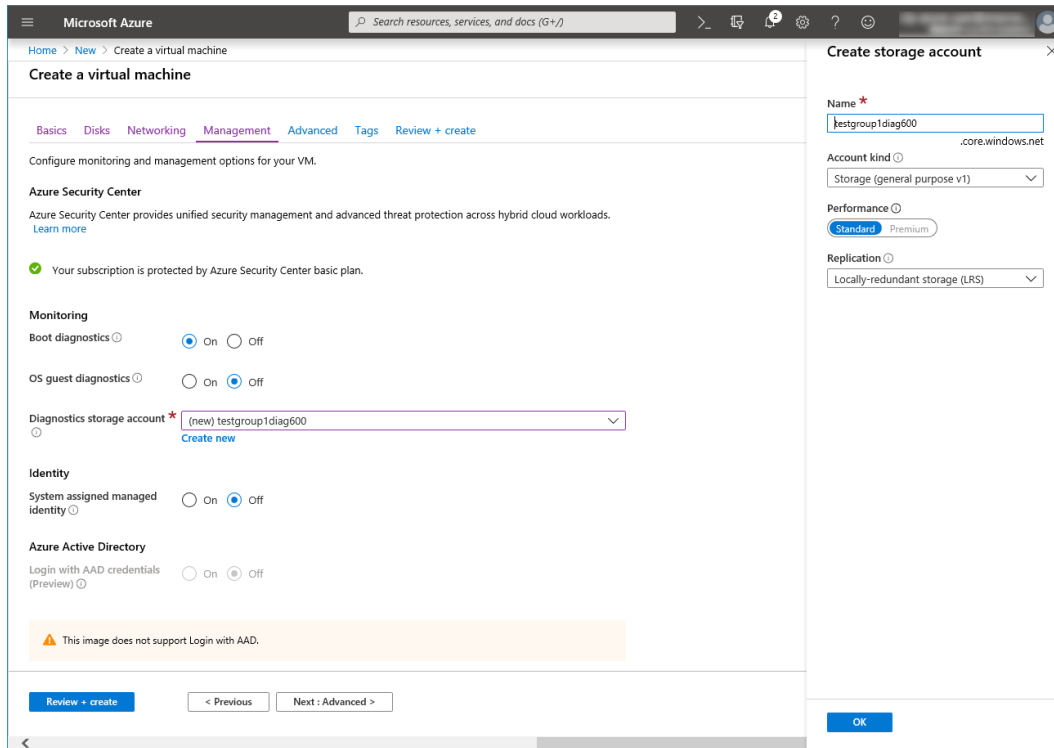 Microsoft Azure
Search resources, services, and docs (G+/)
2
Home > New > Create a virtual machine
Create a virtual machine
Basics Disks Networking Management Advanced Tags Review + create
Configure monitoring and management options for your VM.
Azure Security Center
Azure Security Center provides unified security management and advanced threat protection across hybrid cloud workloads.
Learn more
Your subscription is protected by Azure Security Center basic plan.
Monitoring
Boot diagnostics On Off
OS guest diagnostics On Off
Diagnostics storage account * (new) testgroup1diag600
Create new
Identity
System assigned managed
identity On Off
Azure Active Directory
Login with AAD credentials
(Preview) On Off
This image does not support Login with AAD.
Review + create < Previous Next : Advanced >
Create storage account
Name *
testgroup1diag600
.core.windows.net
Account kind
Storage (general purpose v1)
Performance
Standard Premium
Replication
Locally-redundant storage (LRS)
OK